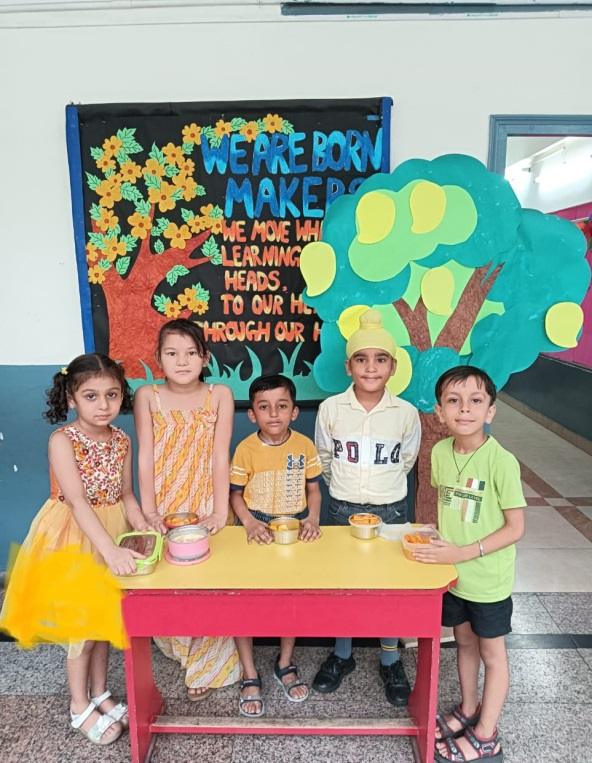 WE ARE BORN
MAKERS
WE MOVE WH
LEARNING
HEADS,
TO OUR HE
THROUGH OUR H
POLO